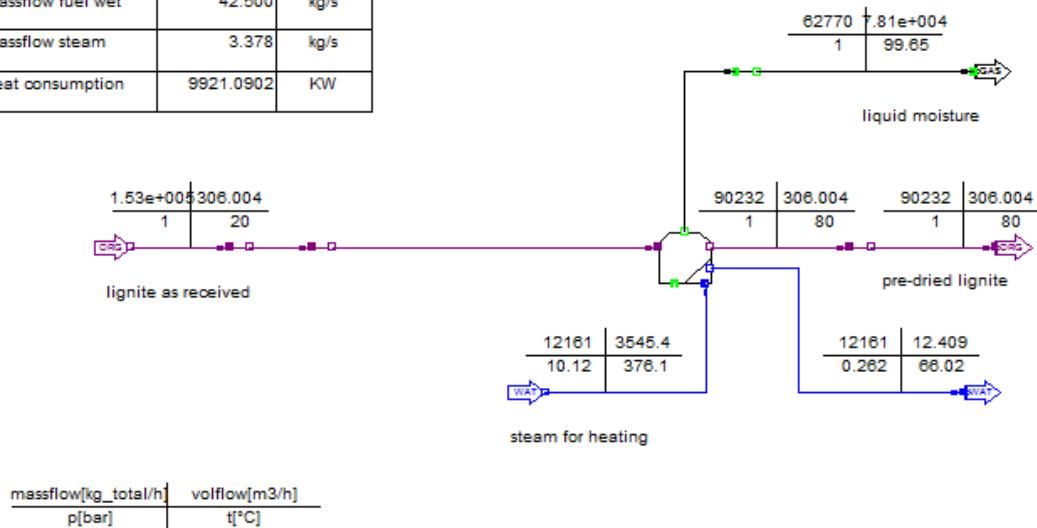 assflow fuel wet 42.500 kg/s
assflow steam 3.378 kg/s
eat consumption 9921.0902 KW
62770 7.81e+004
1 99.65
GAS
liquid moisture
1.53e+005 306.004
1 20
90232 306.004
1 80
90232 306.004
1 80
ORG
ORG
lignite as received
pre-dried lignite
12161 3545.4
10.12 376.1
12161 12.409
0.262 66.02
WAT
WAT
steam for heating
massflow[kg_total/h] volflow[m3/h]
p[bar] t[°C]